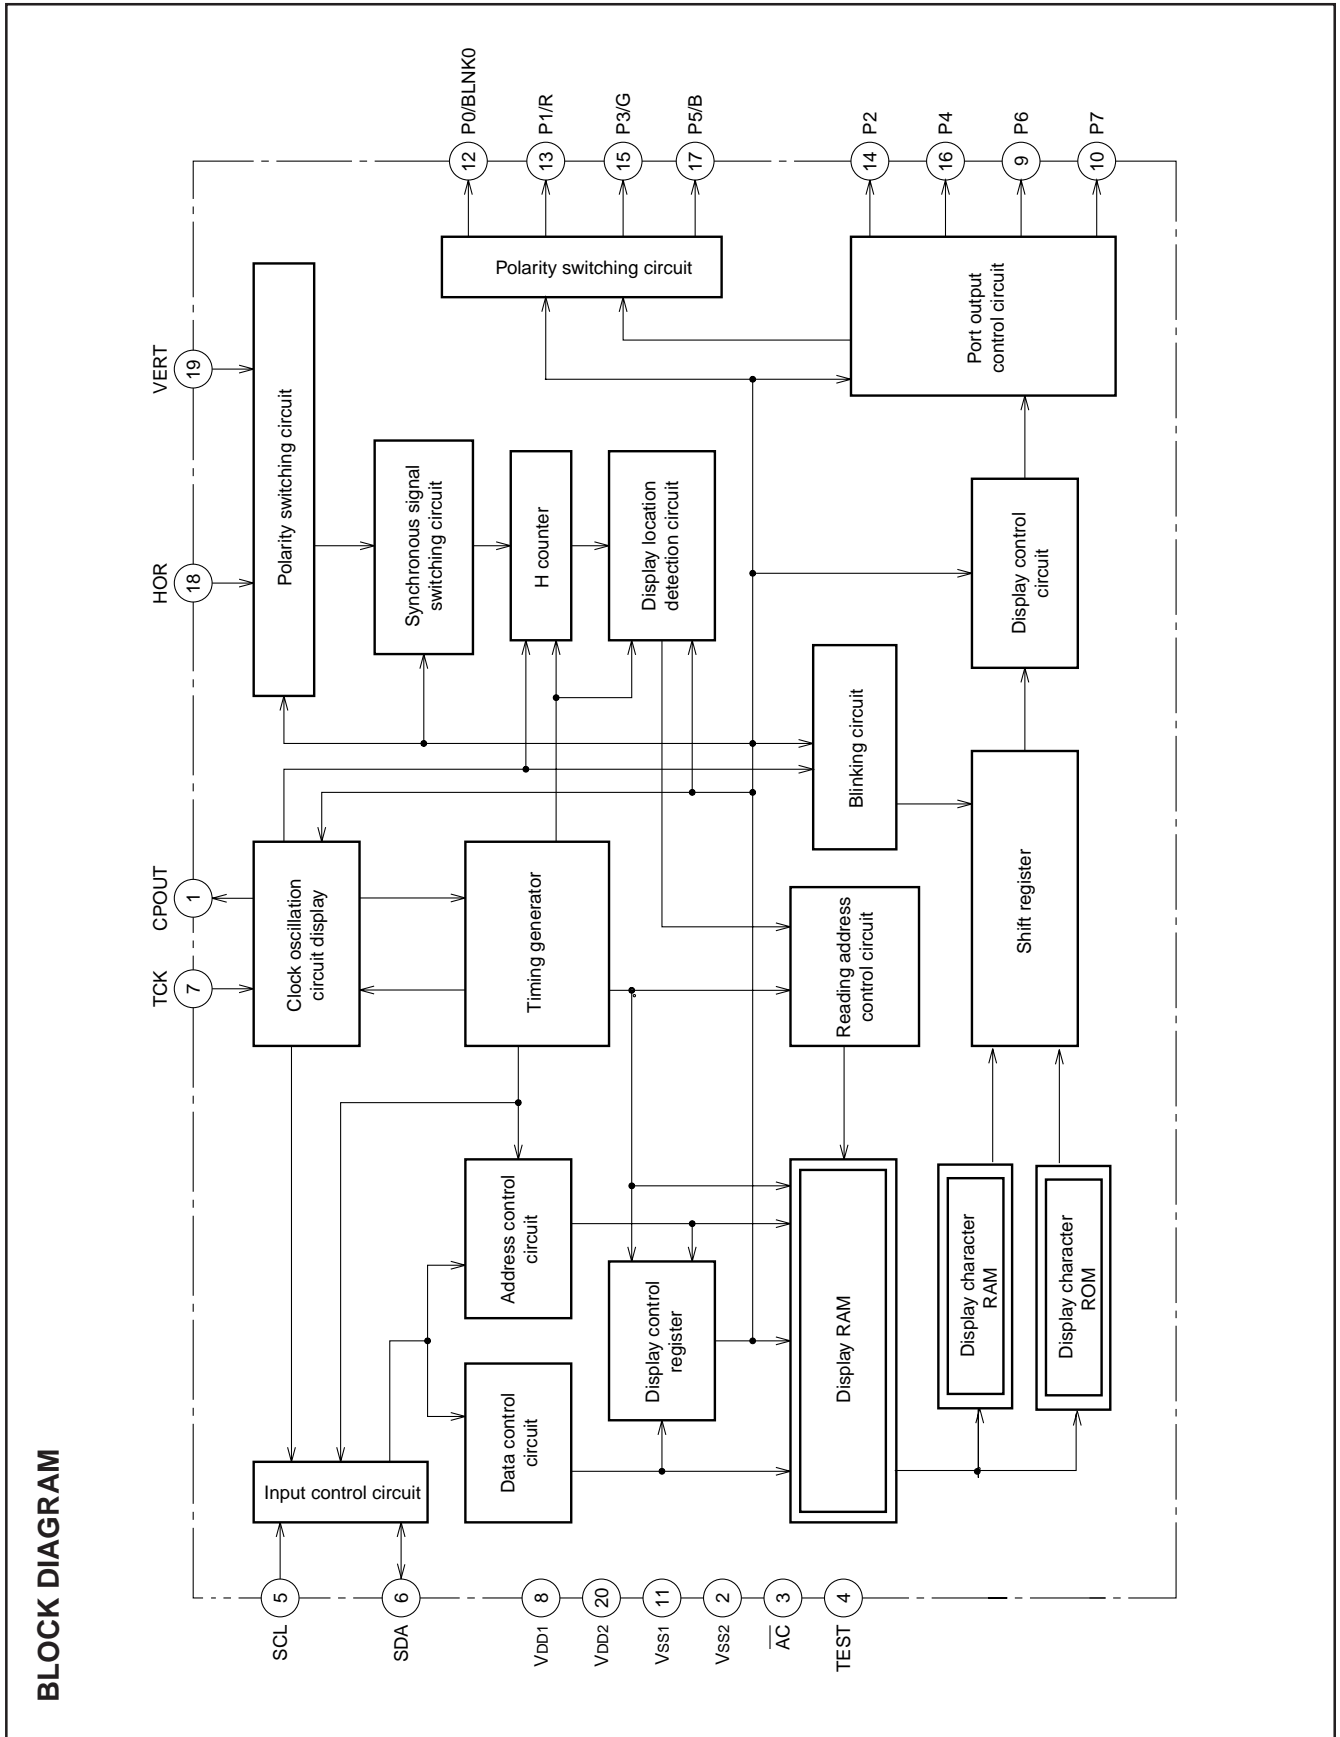 BLOCK DIAGRAM
TCK
7
CPOUT
1
HOR
18
VERT
19
SCL
5
SDA
6
VDD1
8
VDD2
20
VSS1
11
VSS2
2
AC
3
TEST
4
Input control circuit
Clock oscillation
circuit display
Polarity switching circuit
Data control
circuit
Address control
circuit
Timing generator
Synchronous signal
switching circuit
H counter
Display location
detection circuit
Display control
register
Polarity switching circuit
12
P0/BLNK0
13
P1/R
15
P3/G
17
P5/B
Display RAM
Reading address
control circuit
Blinking circuit
Display character
RAM
Display character
ROM
Shift register
Display control
circuit
Port output
control circuit
14
P2
16
P4
9
P6
10
P7